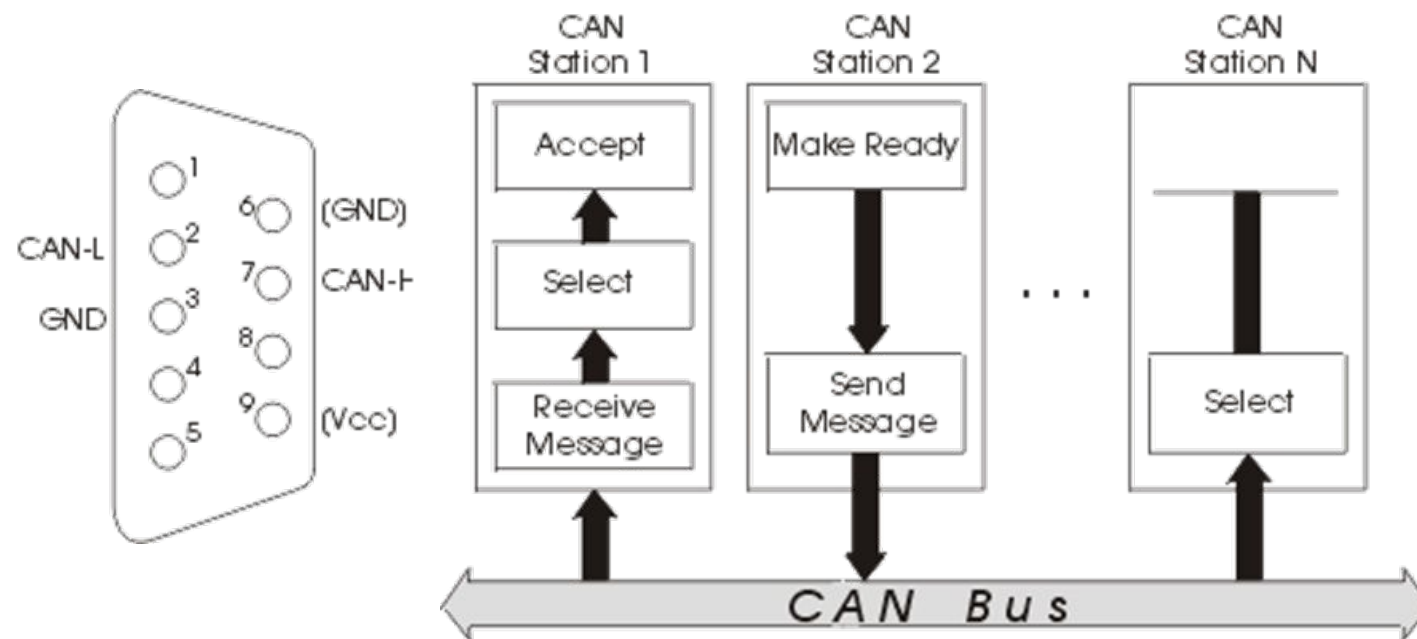 CAN
Station 1
CAN
Station 2
CAN
Station N
1
2
3
4
5
6
7
8
9
CAN-L
GND
(GND)
CAN-H
(Vcc)
Accept
Select
Receive
Message
Make Ready
Send
Message
. . .
Select
CAN Bus